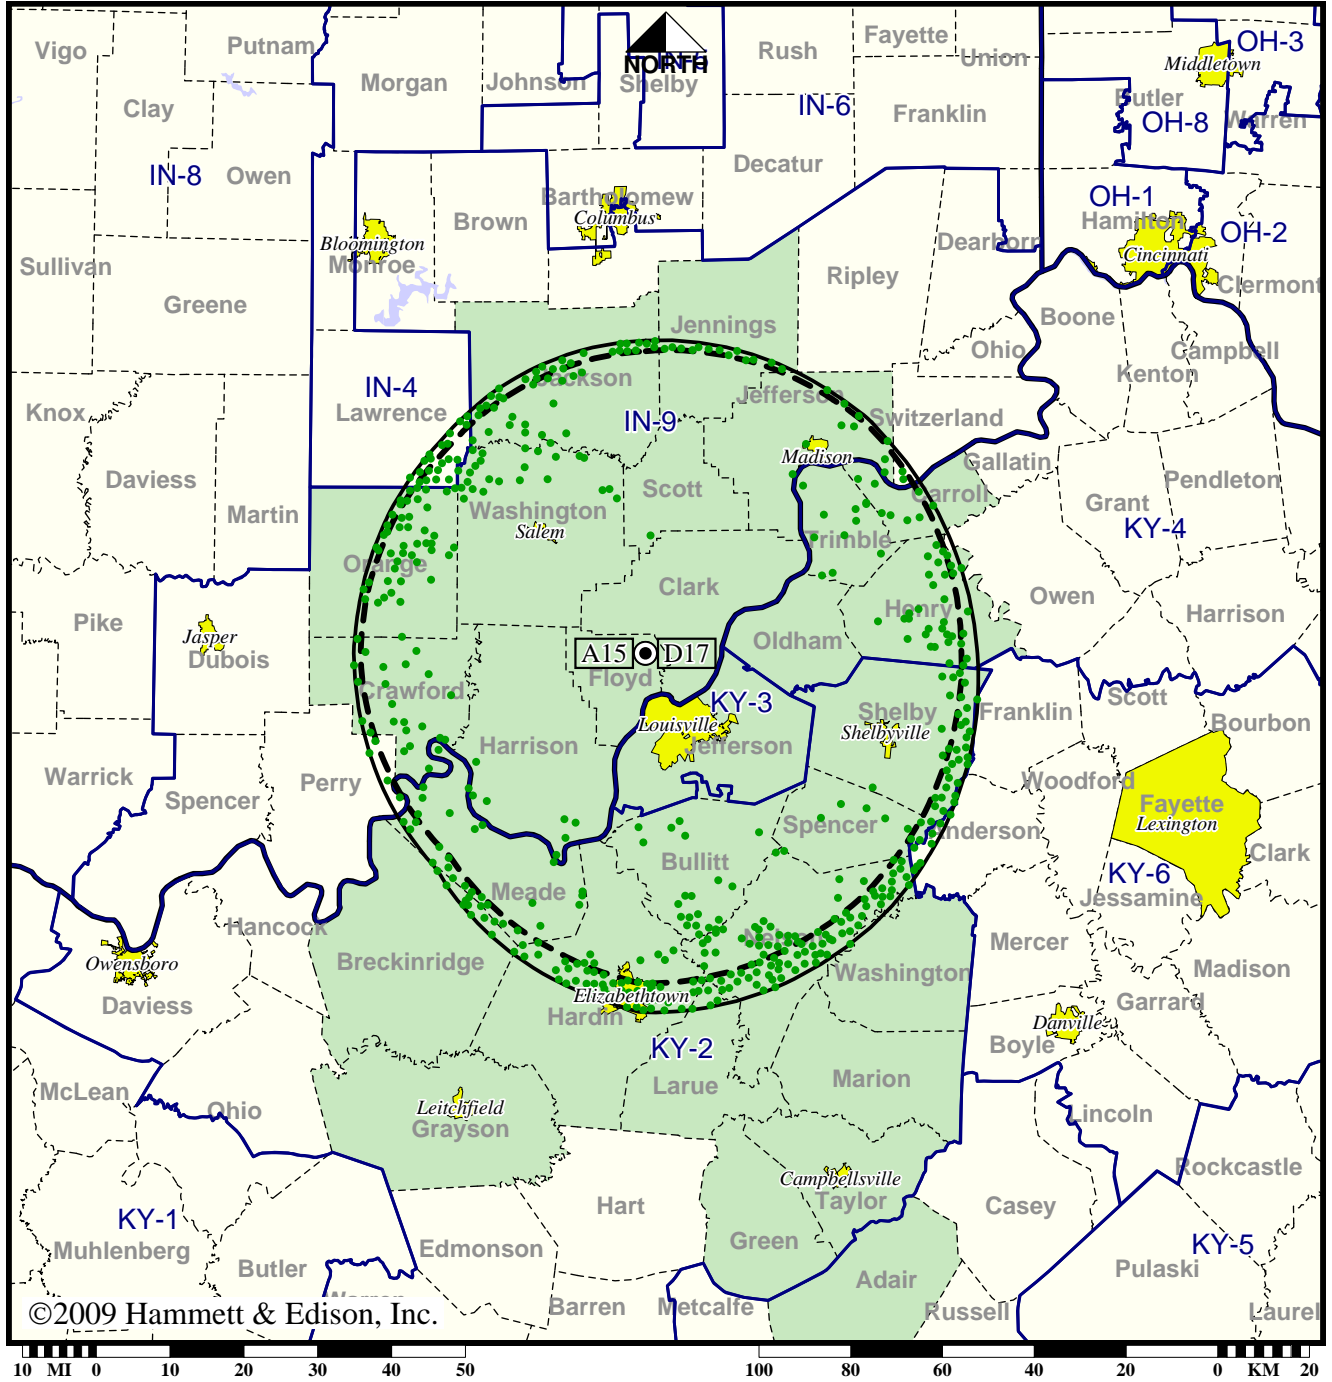 Vigo
Putnam
Morgan
Johnson
NORTH
Shelby
Rush
Fayette
Union
OH-3
Middletown
Clay
IN-6
Franklin
Butler
OH-8
Warren
IN-8
Owen
Decatur
Brown
Bartholomew
Columbus
OH-1
Hamilton
OH-2
Bloomington
Monroe
Dearborn
Cincinnati
Sullivan
Greene
Ripley
Clermont
Boone
Jennings
Ohio
Campbell
Kenton
IN-4
Jackson
Jefferson
Knox
Lawrence
IN-9
Switzerland
Madison
Gallatin
Daviess
Scott
Carroll
Pendleton
Martin
Washington
Salem
Grant
KY-4
Trimble
Orange
Clark
Owen
Henry
Harrison
Pike
Jasper
Dubois
Oldham
A15 D17
Floyd
Crawford
KY-3
Scott
Shelby
Franklin
Bourbon
Louisville
Shelbyville
Harrison
Jefferson
Warrick
Perry
Woodford
Spencer
Fayette
Lexington
Spencer
Anderson
Clark
Bullitt
KY-6
Meade
Jessamine
Hancock
Nelson
Mercer
Owensboro
Breckinridge
Washington
Madison
Daviess
Elizabethtown
Hardin
Garrard
Danville
Boyle
KY-2
McLean
Larue
Marion
Ohio
Leitchfield
Grayson
Lincoln
Rockcastle
Campbellsville
Taylor
Hart
Casey
KY-1
Muhlenberg
Edmonson
Green
KY-5
Butler
Adair
Pulaski
Warren
Barren
Metcalfe
Russell
Laurel
©2009 Hammett & Edison, Inc.
10 MI 0 10 20 30 40 50 100 80 60 40 20 0 KM 20